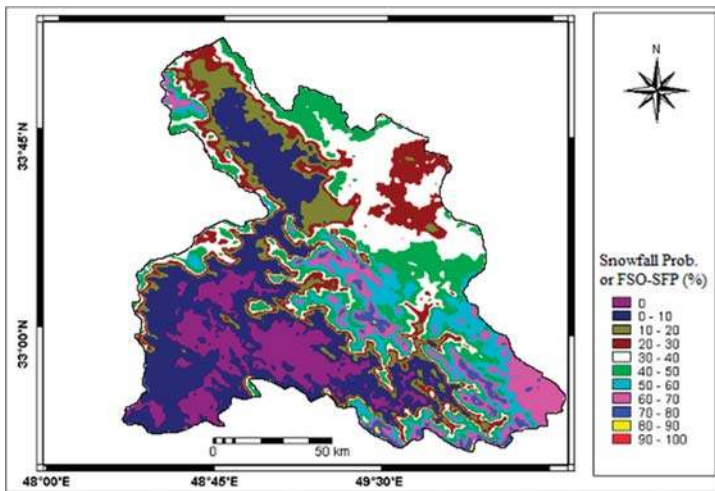 N
33°45'N
33°00'N
48°00'E
48°45'E
49°30'E
0
50 km
Snowfall Prob.
or FSO-SFP (%)
0
0 - 10
10 - 20
20 - 30
30 - 40
40 - 50
50 - 60
60 - 70
70 - 80
80 - 90
90 - 100